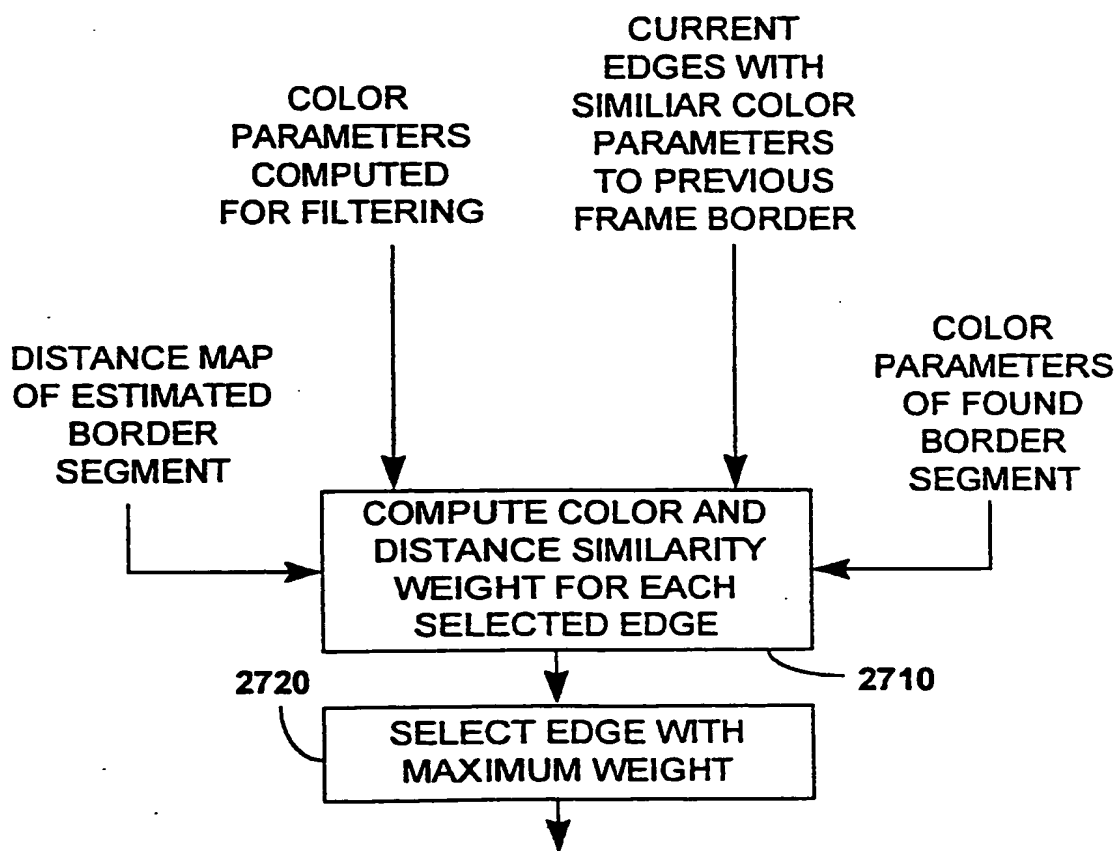 COLOR
PARAMETERS
COMPUTED
FOR FILTERING
CURRENT
EDGES WITH
SIMILIAR COLOR
PARAMETERS
TO PREVIOUS
FRAME BORDER
DISTANCE MAP
OF ESTIMATED
BORDER
SEGMENT
COLOR
PARAMETERS
OF FOUND
BORDER
SEGMENT
COMPUTE COLOR AND
DISTANCE SIMILARITY
WEIGHT FOR EACH
SELECTED EDGE
2710
2720
SELECT EDGE WITH
MAXIMUM WEIGHT